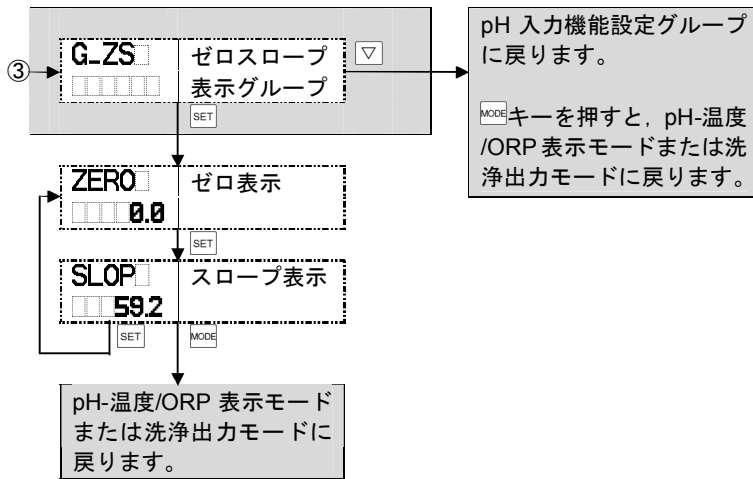 ③
G_ZS
ゼロスロープ
表示グループ
▽
SET
pH 入力機能設定グループ
に戻ります。
MODEキーを押すと，pH-温度
/ORP 表示モードまたは洗
浄出力モードに戻ります。
ZERO
0.0
ゼロ表示
SET
SLOP
59.2
スロープ表示
SET
MODE
pH-温度/ORP 表示モード
または洗浄出力モードに
戻ります。